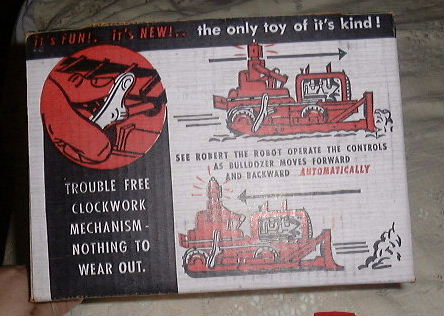 it's FUN!.. it's NEW!... the only toy of it's kind!
SEE ROBERT THE ROBOT OPERATE THE CONTROLS
AS BULLDOZER MOVES FORWARD
AND BACKWARD AUTOMATICALLY
TROUBLE FREE
CLOCKWORK
MECHANISM-
NOTHING TO
WEAR OUT.